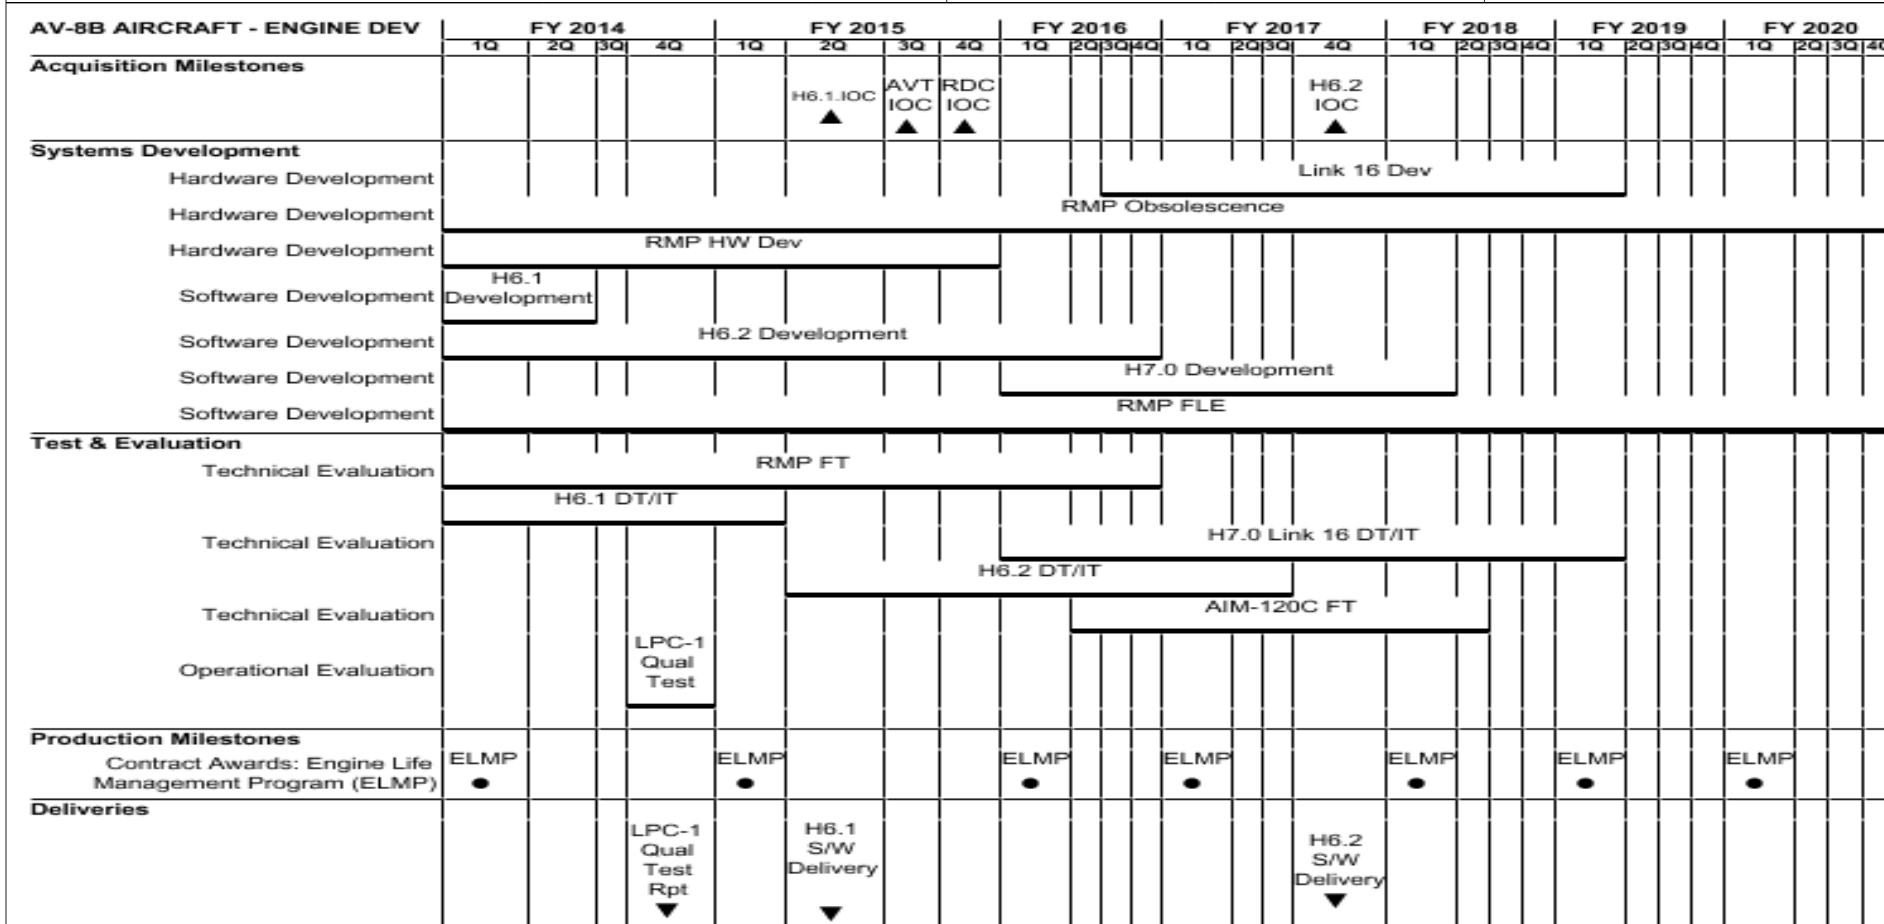 AV-8B AIRCRAFT - ENGINE DEV FY 2014 FY 2015 FY 2016 FY 2017 FY 2018 FY 2019 FY 2020
1Q 2Q 3Q 4Q 1Q 2Q 3Q 4Q 1Q 2Q 3Q 4Q 1Q 2Q 3Q 4Q 1Q 2Q 3Q 4Q 1Q 2Q 3Q 4Q 1Q 2Q 3Q 4Q
Acquisition Milestones
H6.1.IOC AVT IOC RDC IOC H6.2 IOC
Systems Development
Hardware Development Link 16 Dev
Hardware Development RMP Obsolescence
Hardware Development RMP HW Dev
Software Development H6.1 Development
Software Development H6.2 Development
Software Development H7.0 Development
Software Development RMP FLE
Test & Evaluation
Technical Evaluation RMP FT
H6.1 DT/IT
Technical Evaluation H7.0 Link 16 DT/IT
H6.2 DT/IT
Technical Evaluation AIM-120C FT
Operational Evaluation LPC-1 Qual Test
Production Milestones
Contract Awards: Engine Life ELMP ELMP ELMP ELMP ELMP ELMP ELMP
Management Program (ELMP)
Deliveries
LPC-1 Qual Test Rpt H6.1 S/W Delivery H6.2 S/W Delivery